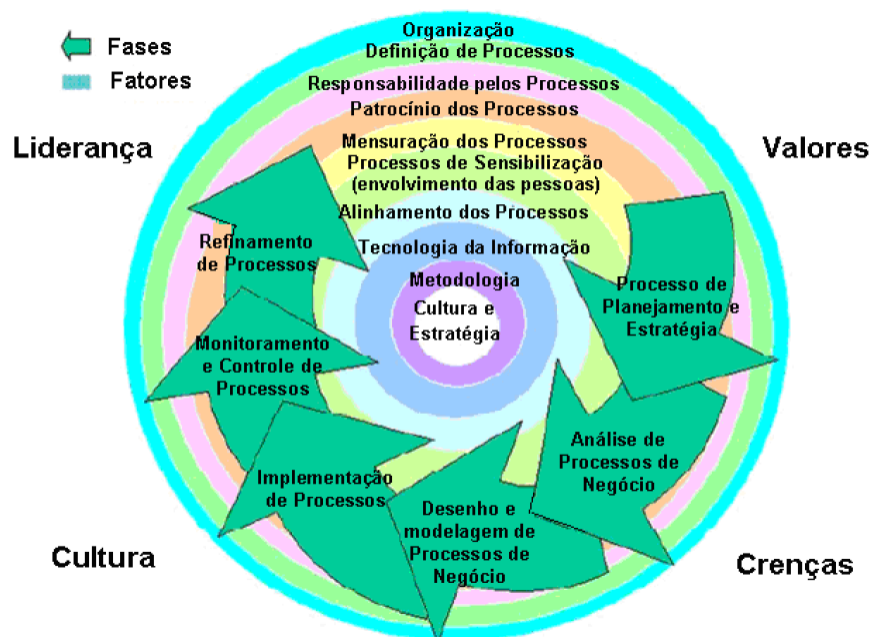 Fases
Fatores
Organização
Definição de Processos
Responsabilidade pelos Processos
Patrocínio dos Processos
Liderança
Valores
Mensuração dos Processos
Processos de Sensibilização
(envolvimento das pessoas)
Alinhamento dos Processos
Tecnologia da Informação
Metodologia
Cultura e
Estratégia
Processo de
Planejamento e
Estratégia
Análise de
Processos de
Negócio
Desenho e
modelagem de
Processos de
Negócio
Implementação
de Processos
Monitoramento
e Controle de
Processos
Refinamento
de Processos
Cultura
Crenças